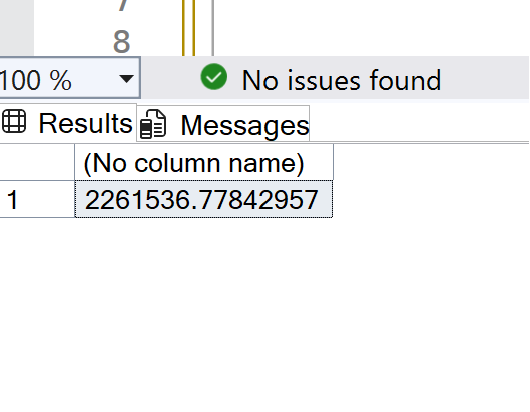 7
8
100 %
No issues found
Results
Messages
(No column name)
1
2261536.77842957